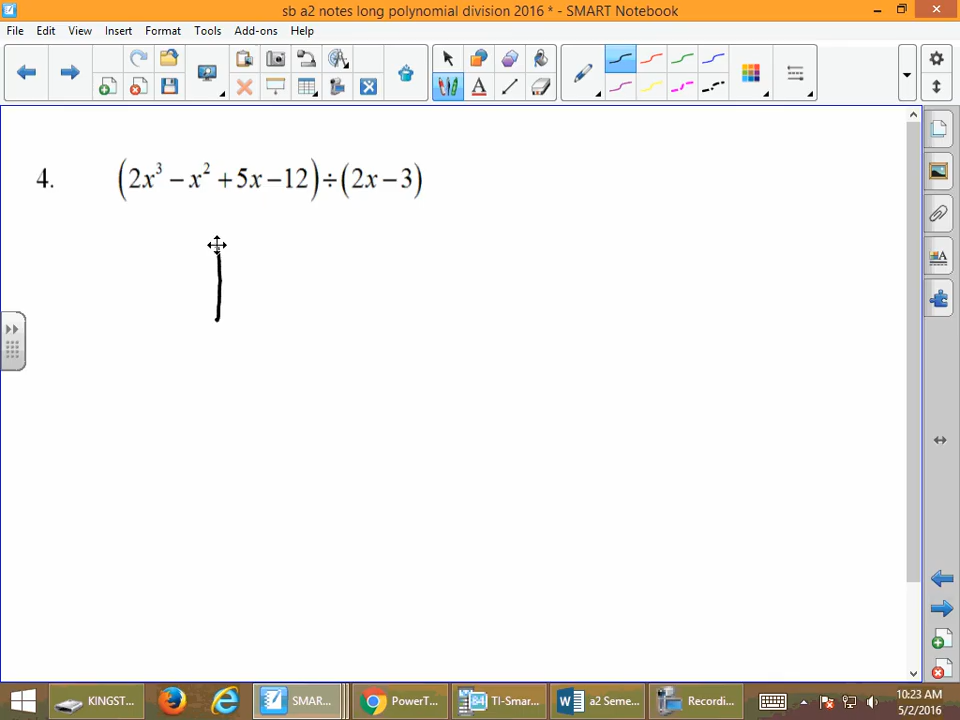 sb a2 notes long polynomial division 2016 * - SMART Notebook
File Edit View Insert Format Tools Add-ons Help
4. (2x³ − x² + 5x − 12) ÷ (2x − 3)
KINGST... SMAR... PowerT... TI-Smar... a2 Seme... Recordi... 10:23 AM
5/2/2016